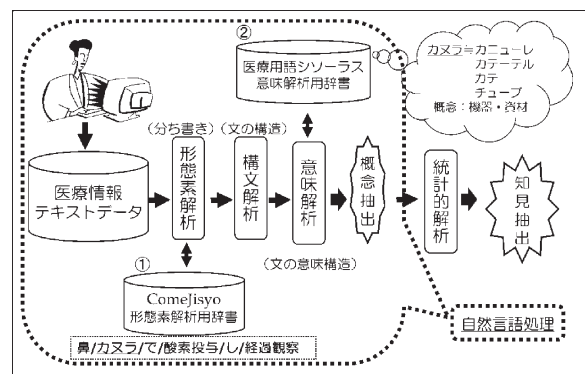 ①
②
医療用語シソーラス
意味解析用辞書
カヌラ≒カニューレ
カテーテル
カテ
チューブ
概念：機器・資材
(分ち書き)
(文の構造)
医療情報
テキストデータ
形態素解析
構文解析
意味解析
概念抽出
統計的解析
知見抽出
(文の意味構造)
①
ComeJisyo
形態素解析用辞書
自然言語処理
鼻/カヌラ/で/酸素投与/し/経過観察